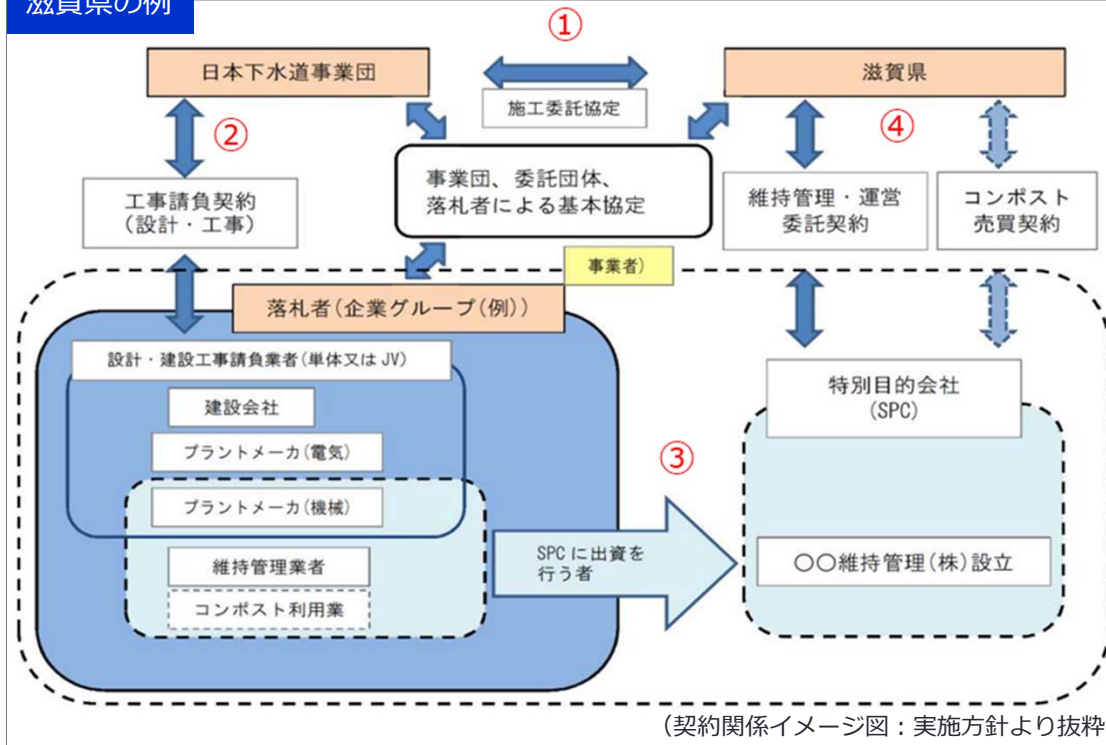 滋賀県の例
①
日本下水道事業団
滋賀県
施工委託協定
②
④
工事請負契約
(設計・工事)
事業団、委託団体、
落札者による基本協定
維持管理・運営
委託契約
コンポスト
売買契約
事業者)
落札者(企業グループ(例))
設計・建設工事請負業者(単体又は JV)
建設会社
プラントメーカ(電気)
プラントメーカ(機械)
維持管理業者
コンポスト利用業
③
SPC に出資を
行う者
特別目的会社
(SPC)
〇〇維持管理(株)設立
(契約関係イメージ図：実施方針より抜粋